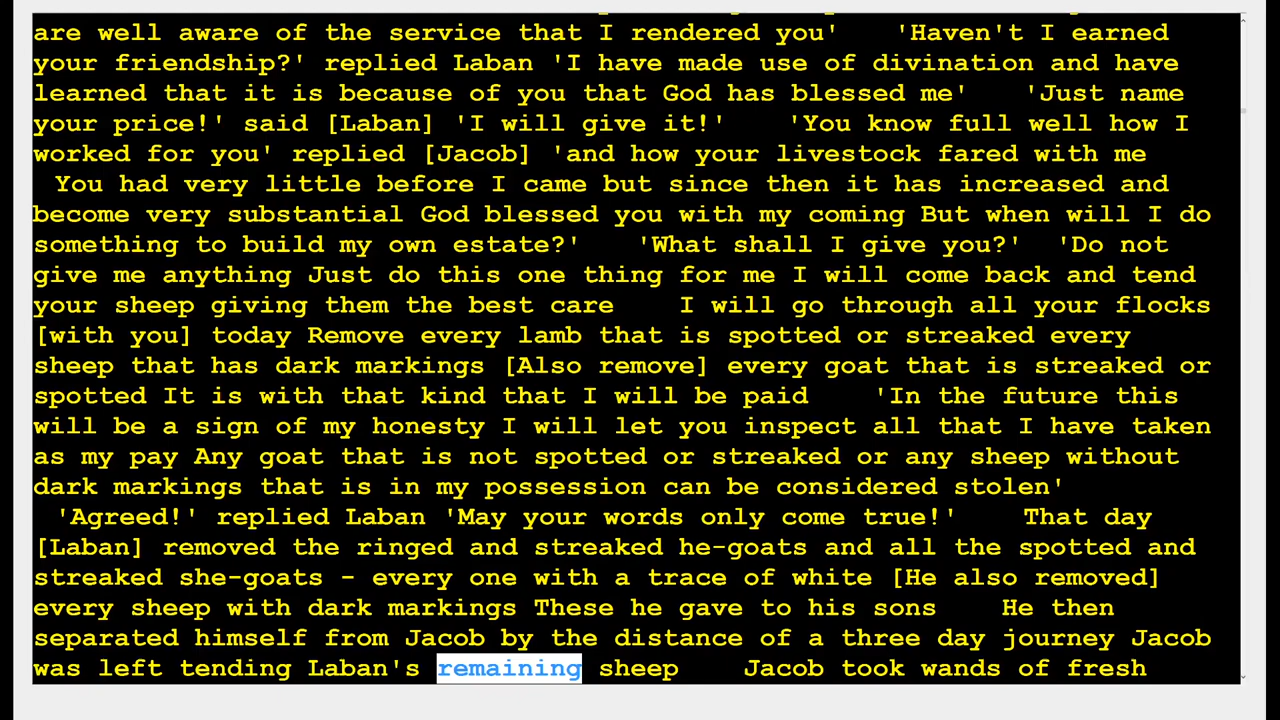 are well aware of the service that I rendered you' 'Haven't I earned
your friendship?' replied Laban 'I have made use of divination and have
learned that it is because of you that God has blessed me' 'Just name
your price!' said [Laban] 'I will give it!' 'You know full well how I
worked for you' replied [Jacob] 'and how your livestock fared with me
You had very little before I came but since then it has increased and
become very substantial God blessed you with my coming But when will I do
something to build my own estate?' 'What shall I give you?' 'Do not
give me anything Just do this one thing for me I will come back and tend
your sheep giving them the best care I will go through all your flocks
[with you] today Remove every lamb that is spotted or streaked every
sheep that has dark markings [Also remove] every goat that is streaked or
spotted It is with that kind that I will be paid 'In the future this
will be a sign of my honesty I will let you inspect all that I have taken
as my pay Any goat that is not spotted or streaked or any sheep without
dark markings that is in my possession can be considered stolen'
'Agreed!' replied Laban 'May your words only come true!' That day
[Laban] removed the ringed and streaked he-goats and all the spotted and
streaked she-goats - every one with a trace of white [He also removed]
every sheep with dark markings These he gave to his sons He then
separated himself from Jacob by the distance of a three day journey Jacob
was left tending Laban's remaining sheep Jacob took wands of fresh